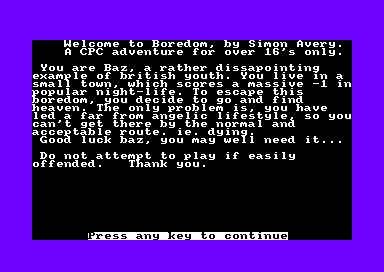 Welcome to Boredom, by Simon Avery.
A CPC adventure for over 16's only.
You are Baz, a rather dissapointing
example of british youth. You live in a
small town, which scores a massive -1 in
popular night-life. To escape this
boredom, you decide to go and find
heaven. The only problem is, you have
led a far from angelic lifestyle, so you
can't get there by the normal and
acceptable route. ie. dying.
Good luck baz, you may well need it...
Do not attempt to play if easily
offended. Thank you.
Press any key to continue